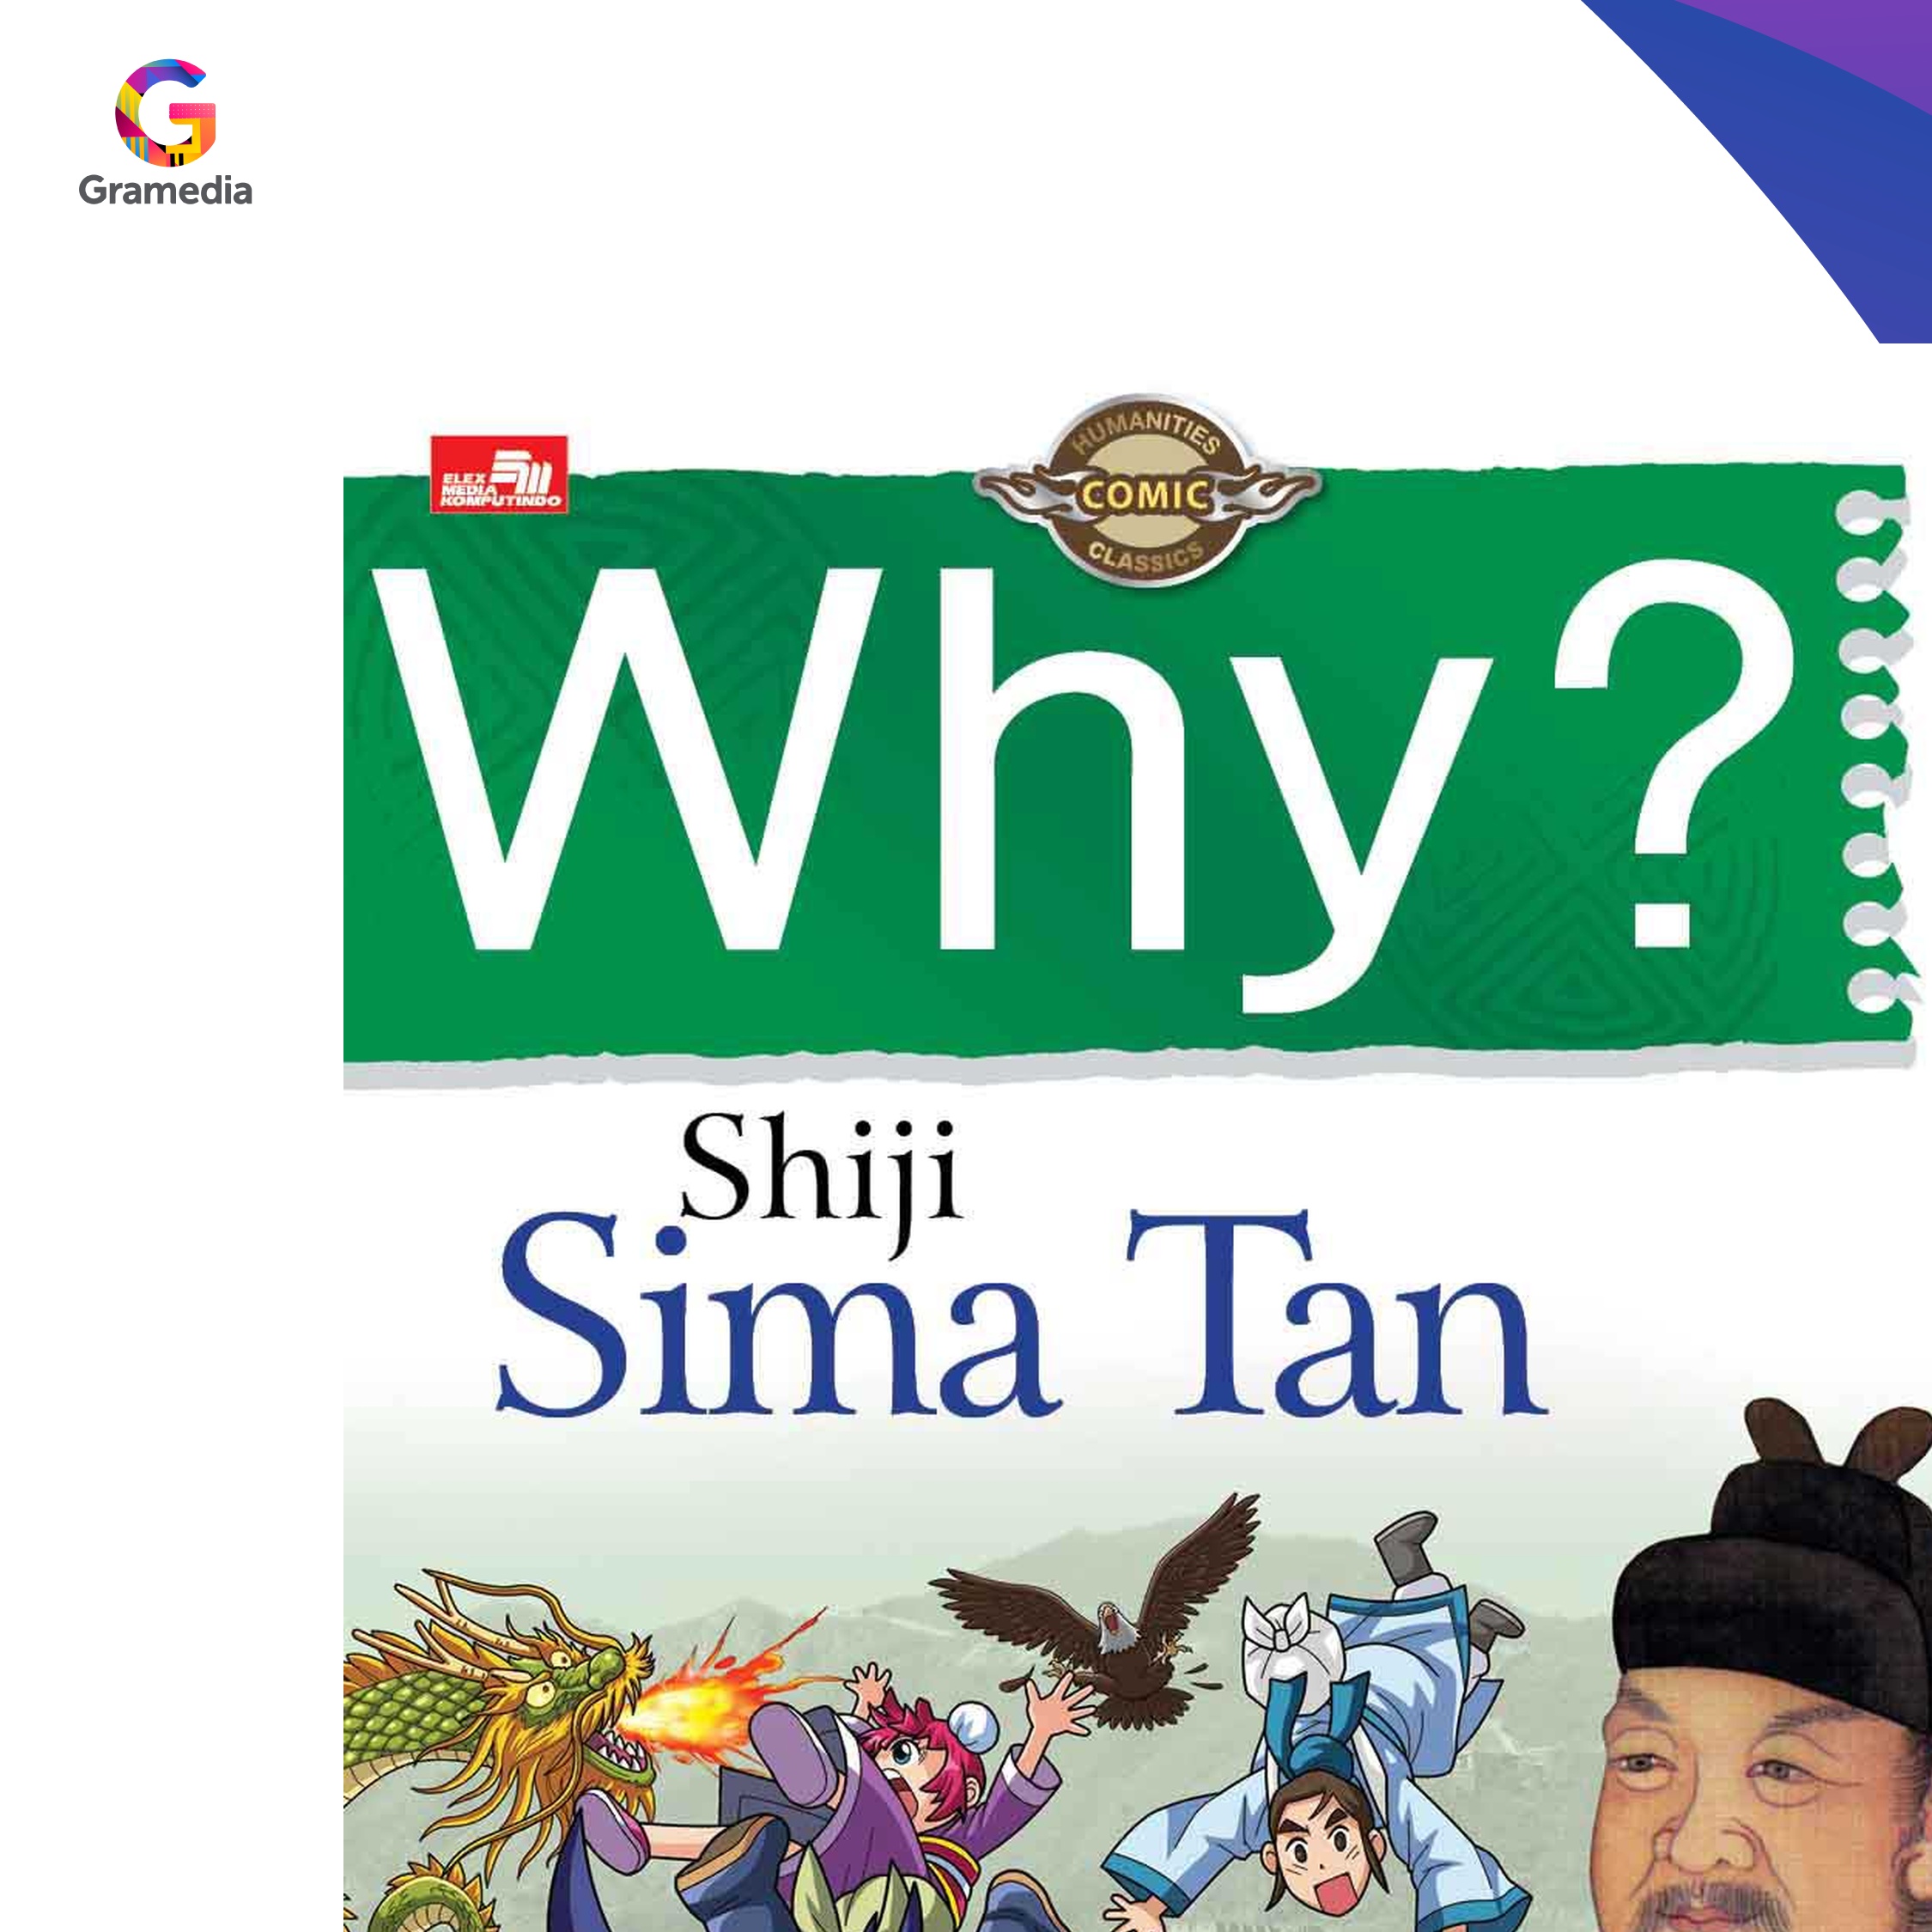 Gramedia
ELEX
MEDIA
KOMPUTINDO
HUMANITIES
COMIC
CLASSICS
Why?
Shiji
Sima Tan